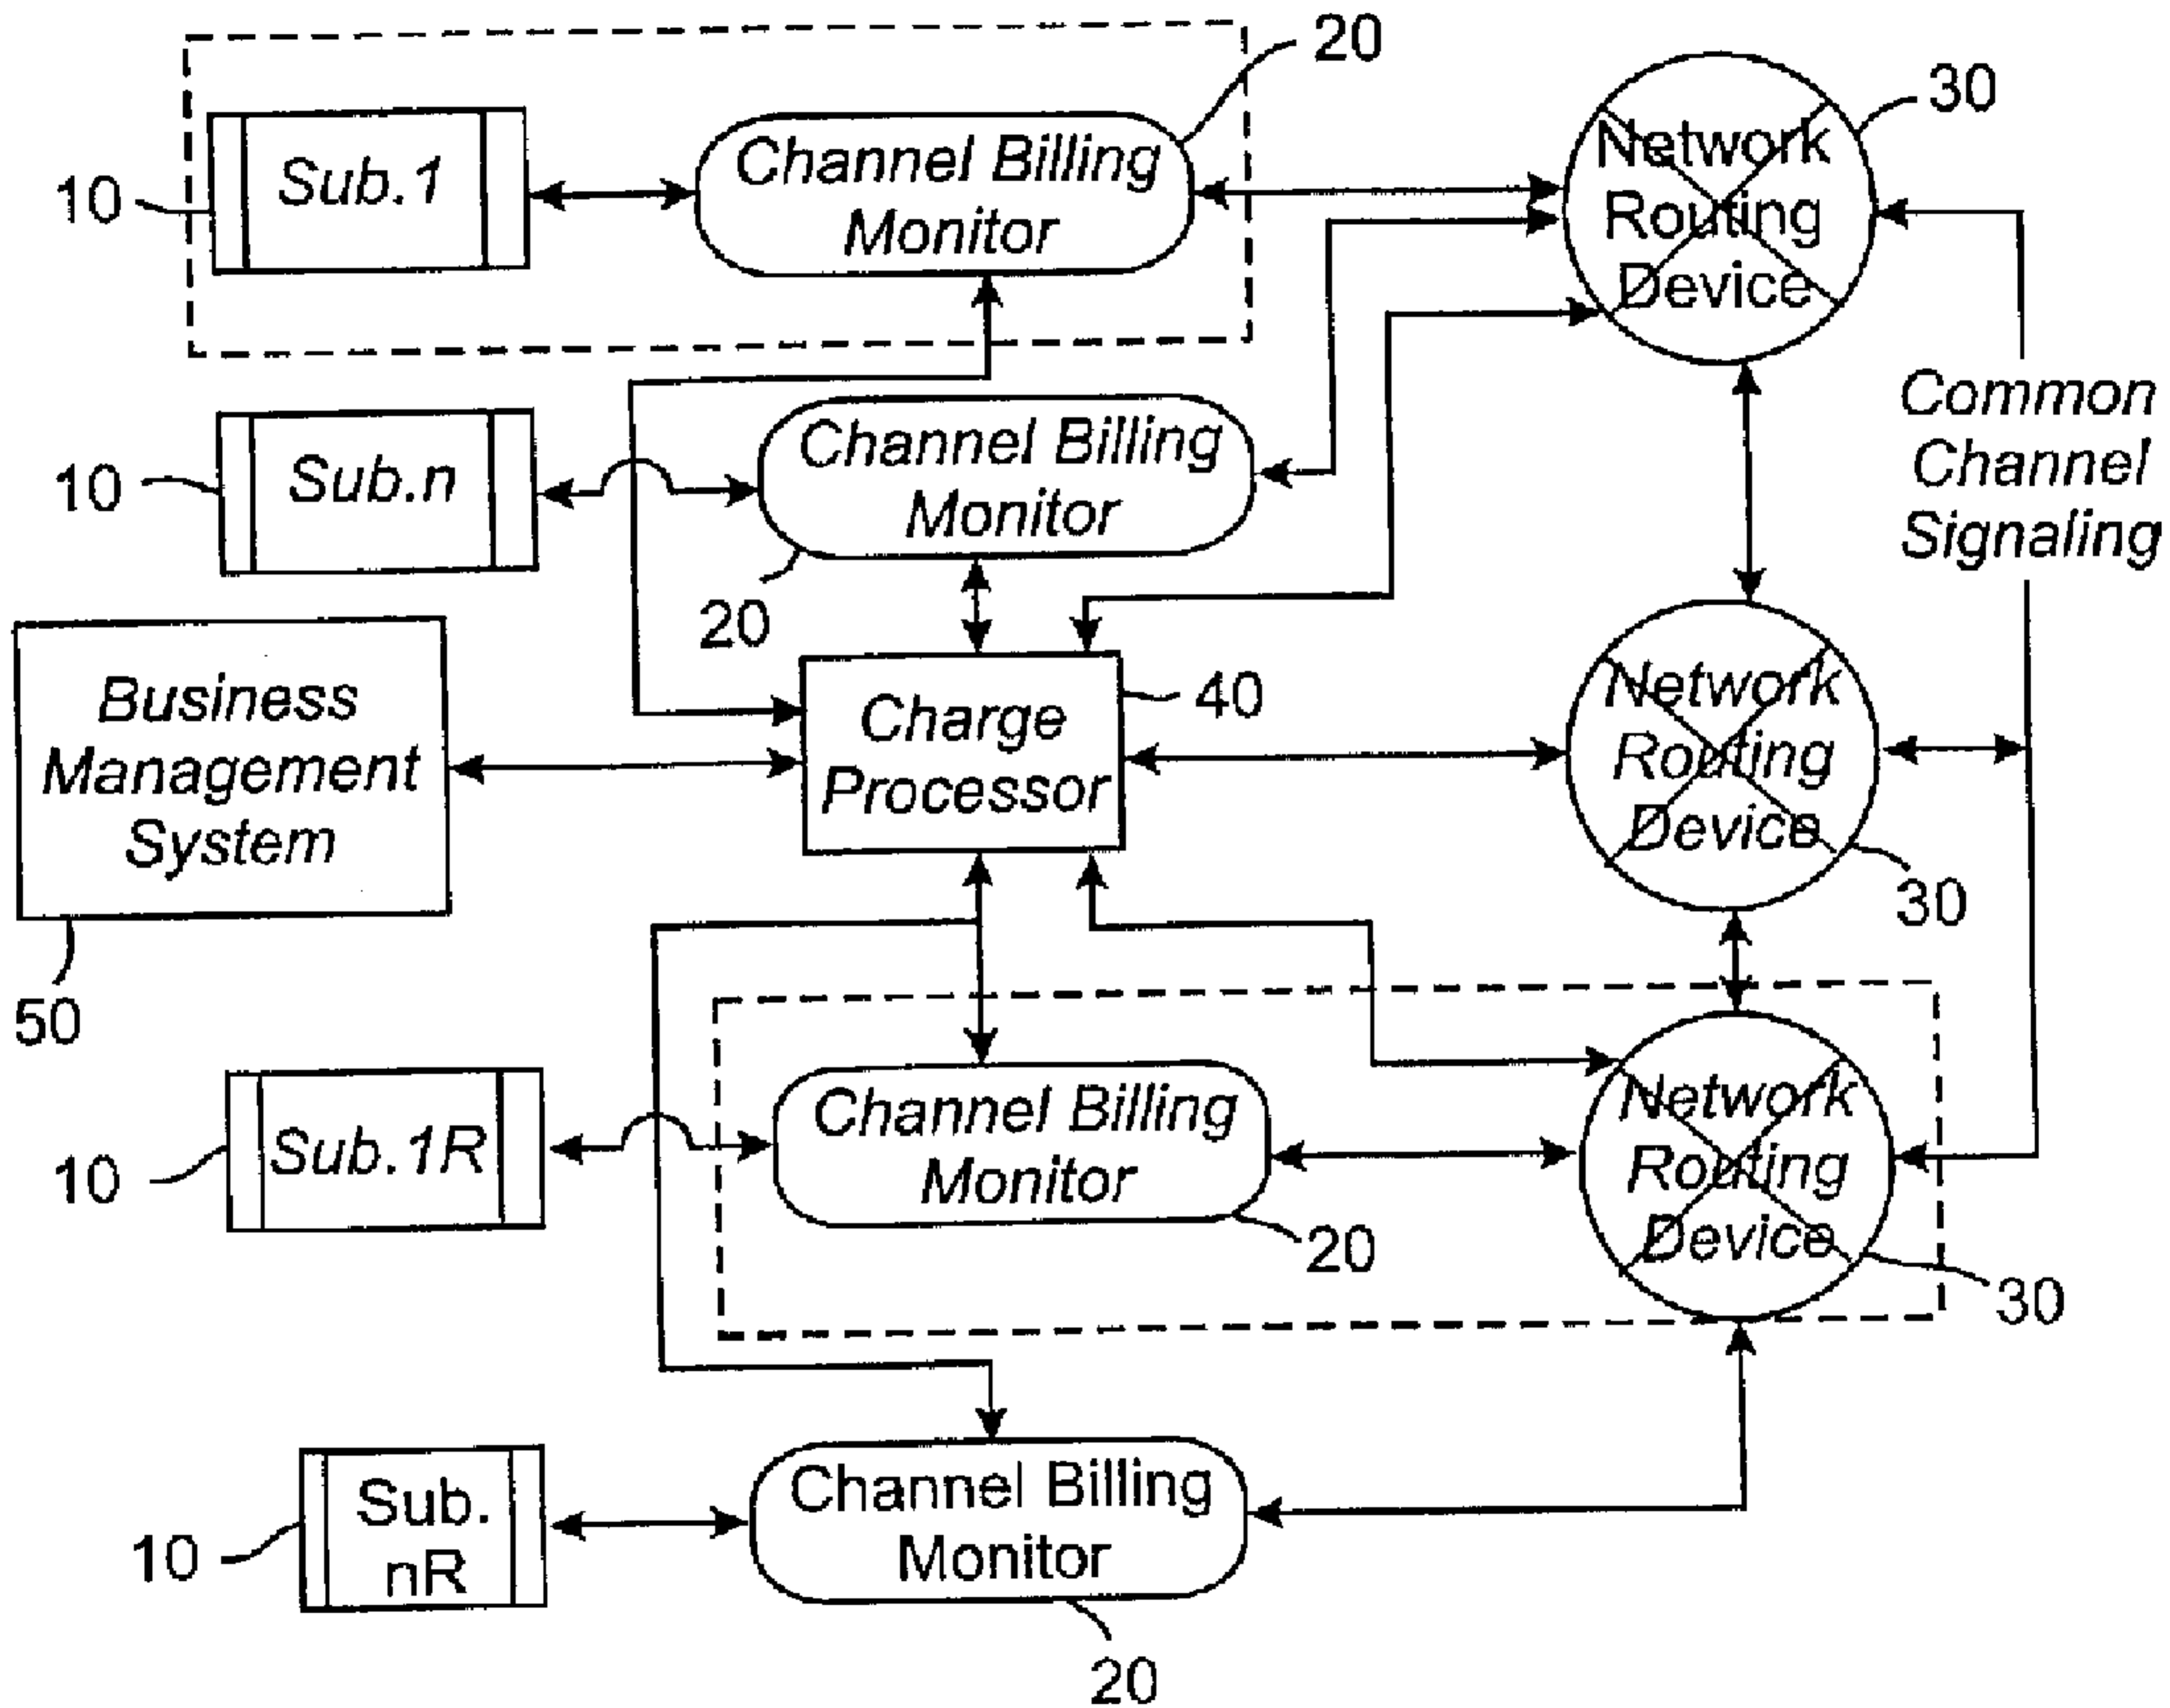 20
30
10
Sub.1
Channel Billing
Monitor
Network
Routing
Device
10
Sub.n
Channel Billing
Monitor
20
Common
Channel
Signaling
Business
Management
System
50
Charge
Processor
40
Network
Routing
Device
30
10
Sub.1R
Channel Billing
Monitor
20
Network
Routing
Device
30
10
Sub.
nR
Channel Billing
Monitor
20